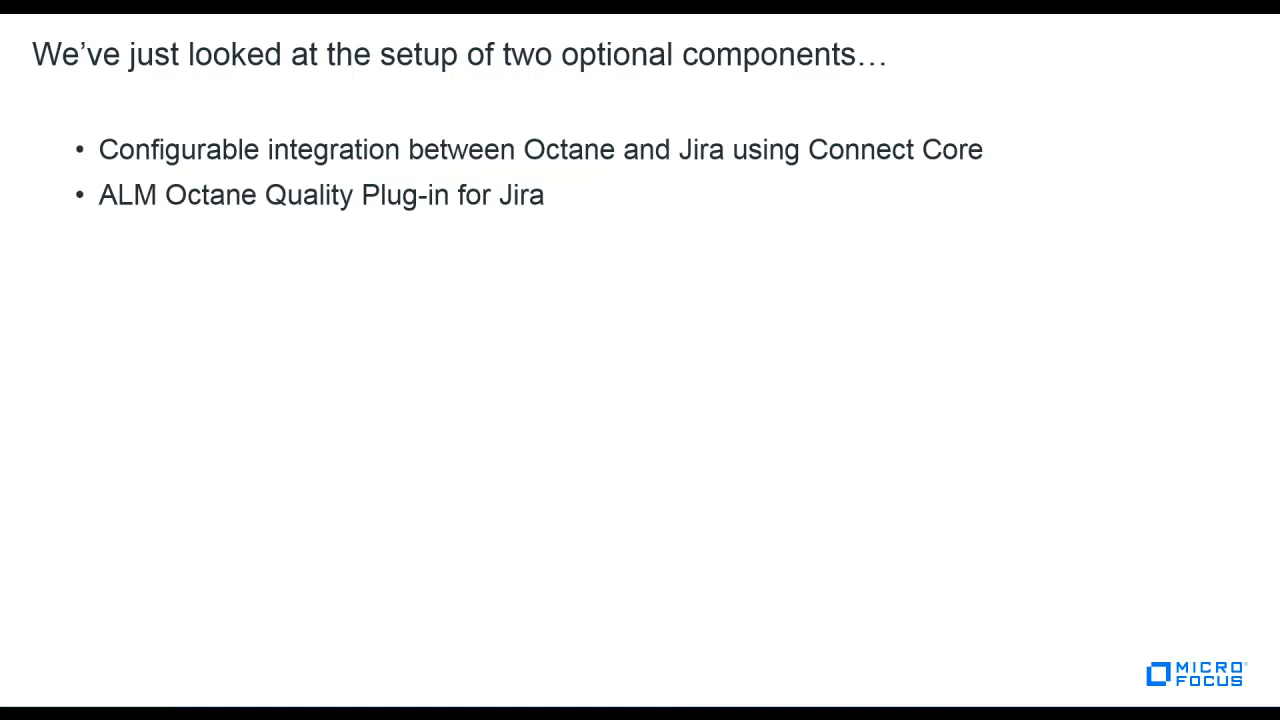 We’ve just looked at the setup of two optional components…
• Configurable integration between Octane and Jira using Connect Core
• ALM Octane Quality Plug-in for Jira
MICRO
FOCUS